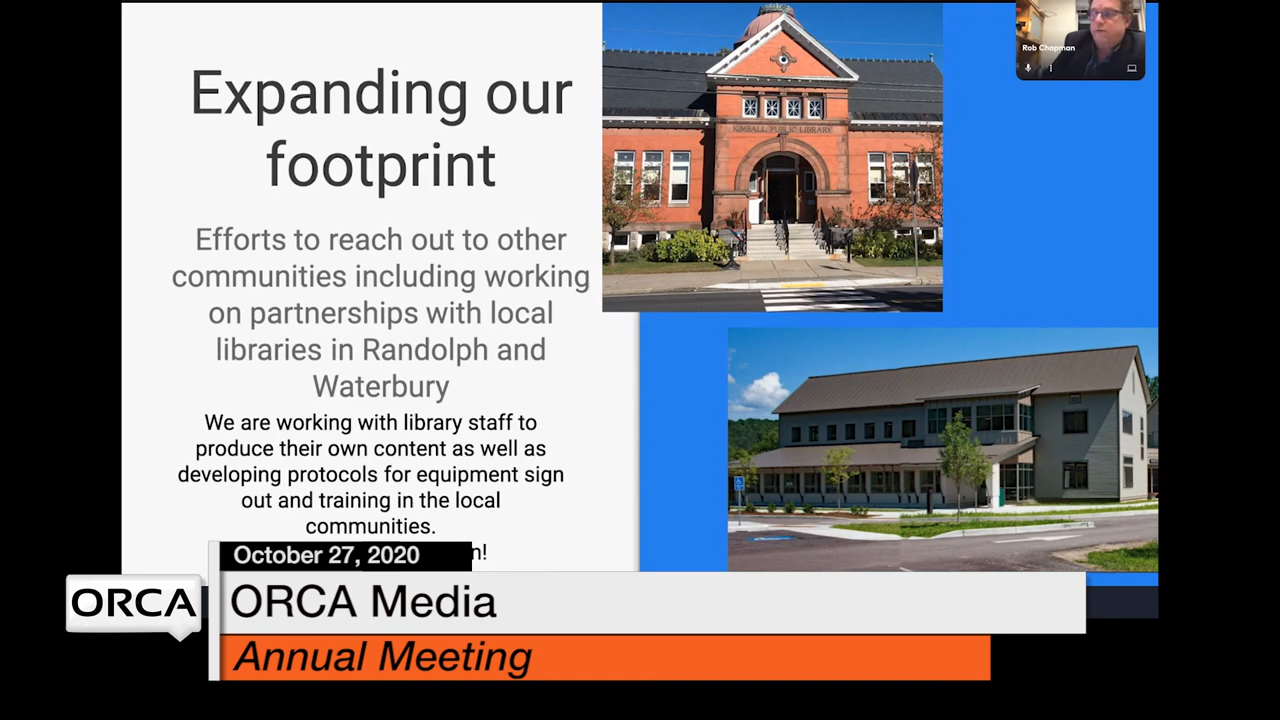 Expanding our
footprint
Efforts to reach out to other
communities including working
on partnerships with local
libraries in Randolph and
Waterbury
We are working with library staff to
produce their own content as well as
developing protocols for equipment sign
out and training in the local
communities.
n!
KIMBALL PUBLIC LIBRARY
Rob Chapman
October 27, 2020
ORCA
ORCA Media
Annual Meeting